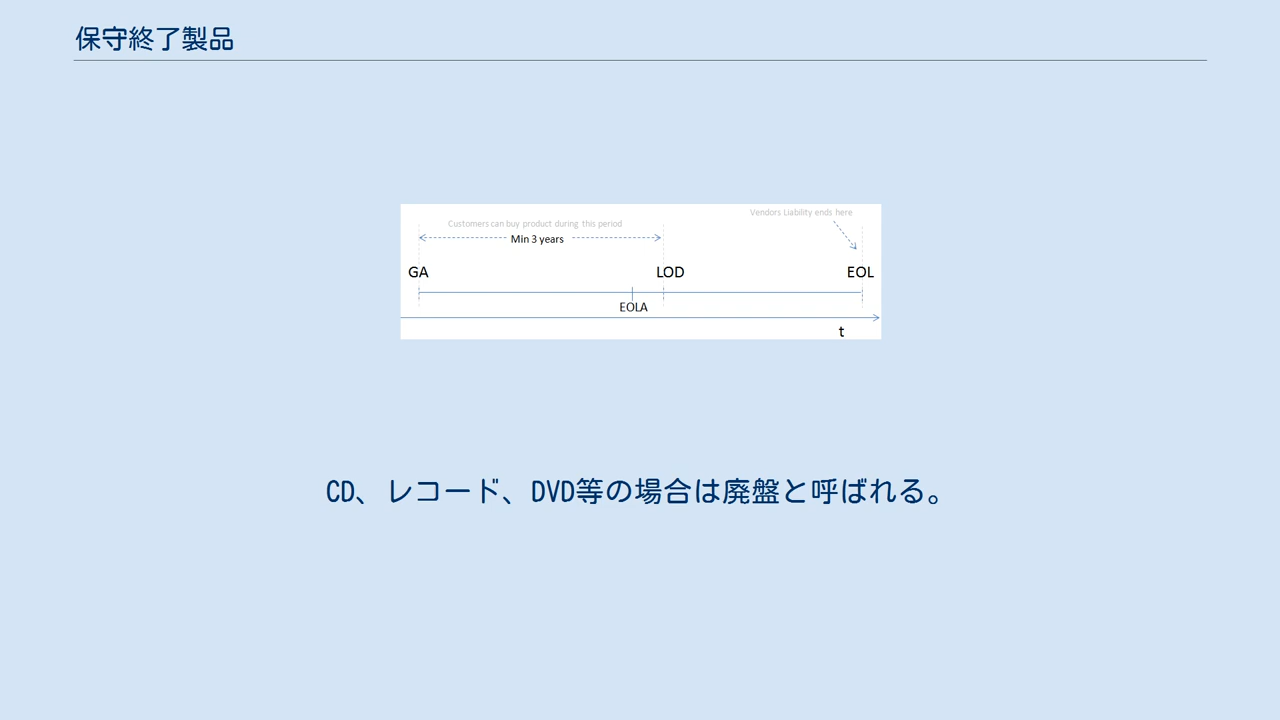 保守終了製品
Customers can buy product during this period
Vendors Liability ends here
Min 3 years
GA
LOD
EOL
EOLA
t
CD、レコード、DVD等の場合は廃盤と呼ばれる。